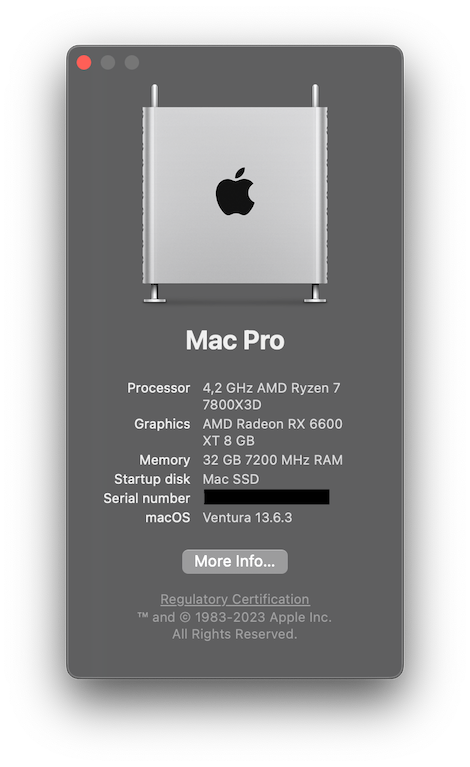 Mac Pro
Processor 4,2 GHz AMD Ryzen 7
7800X3D
Graphics AMD Radeon RX 6600
XT 8 GB
Memory 32 GB 7200 MHz RAM
Startup disk Mac SSD
Serial number
macOS Ventura 13.6.3
More Info...
Regulatory Certification
™ and © 1983-2023 Apple Inc.
All Rights Reserved.